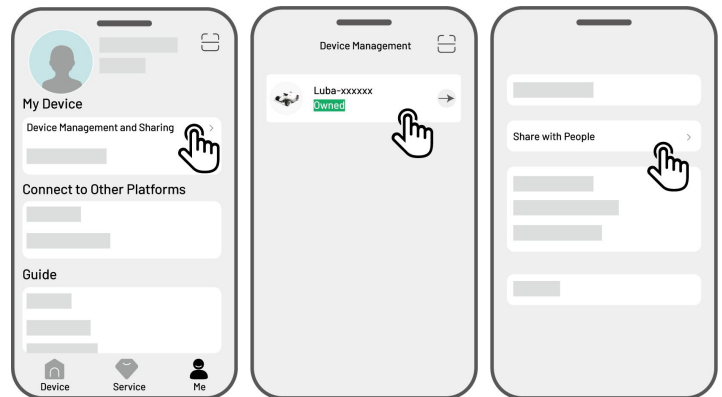 My Device
Device Management and Sharing
Connect to Other Platforms
Guide
Device
Service
Me
Device Management
Luba-xxxxxx
Owned
Share with People